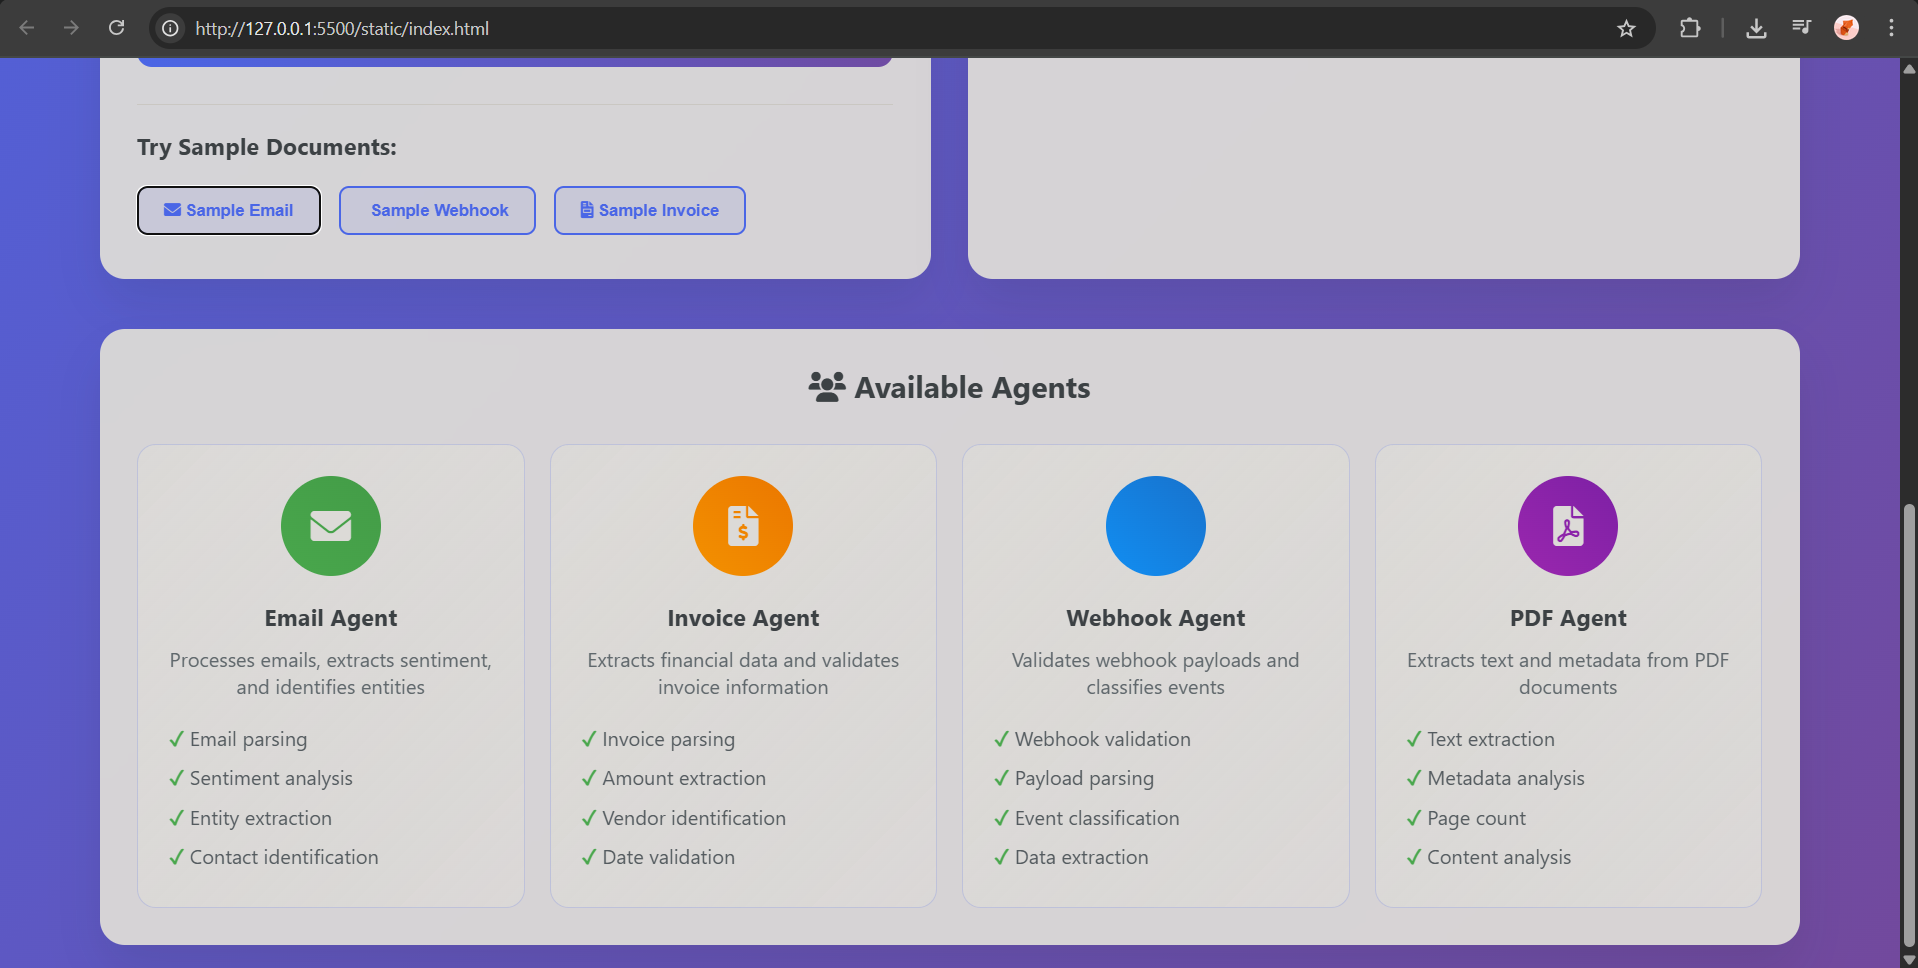 http://127.0.0.1:5500/static/index.html
Try Sample Documents:
Sample Email
Sample Webhook
Sample Invoice
Available Agents
Email Agent
Processes emails, extracts sentiment,
and identifies entities
✓ Email parsing
✓ Sentiment analysis
✓ Entity extraction
✓ Contact identification
Invoice Agent
Extracts financial data and validates
invoice information
✓ Invoice parsing
✓ Amount extraction
✓ Vendor identification
✓ Date validation
Webhook Agent
Validates webhook payloads and
classifies events
✓ Webhook validation
✓ Payload parsing
✓ Event classification
✓ Data extraction
PDF Agent
Extracts text and metadata from PDF
documents
✓ Text extraction
✓ Metadata analysis
✓ Page count
✓ Content analysis